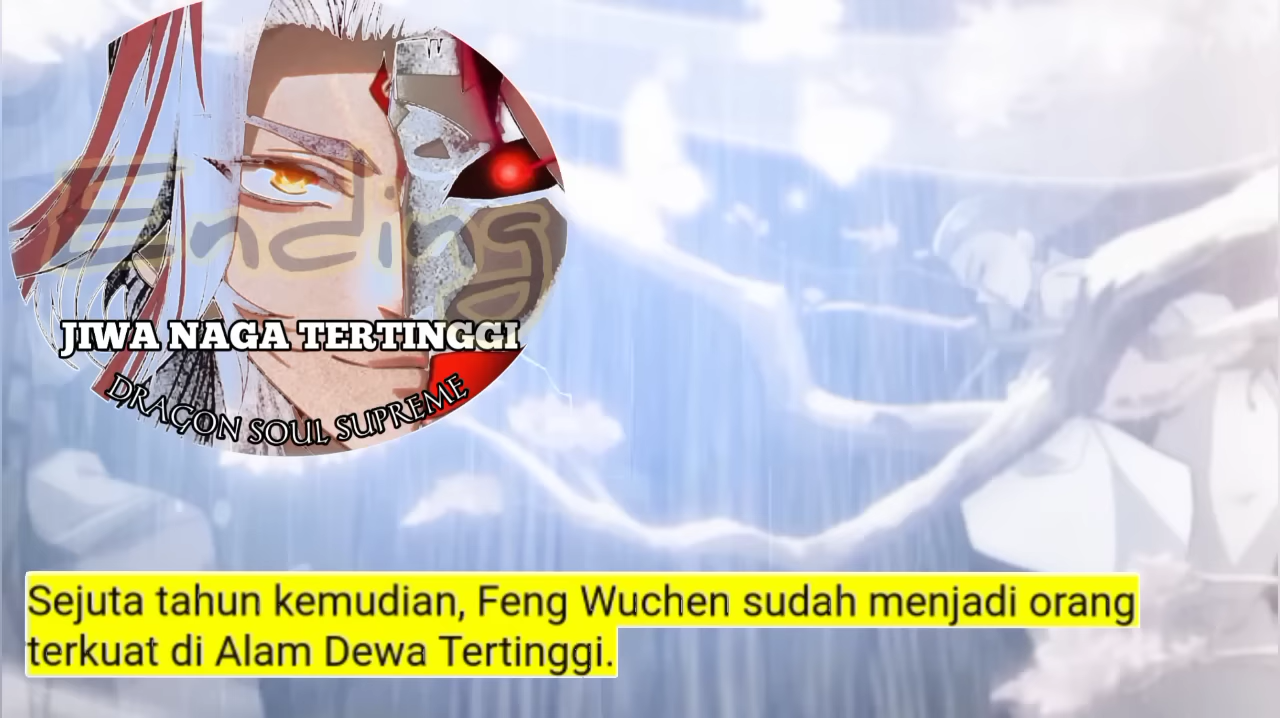 Ending
JIWA NAGA TERTINGGI
DRAGON SOUL SUPREME
Sejuta tahun kemudian, Feng Wuchen sudah menjadi orang
terkuat di Alam Dewa Tertinggi.